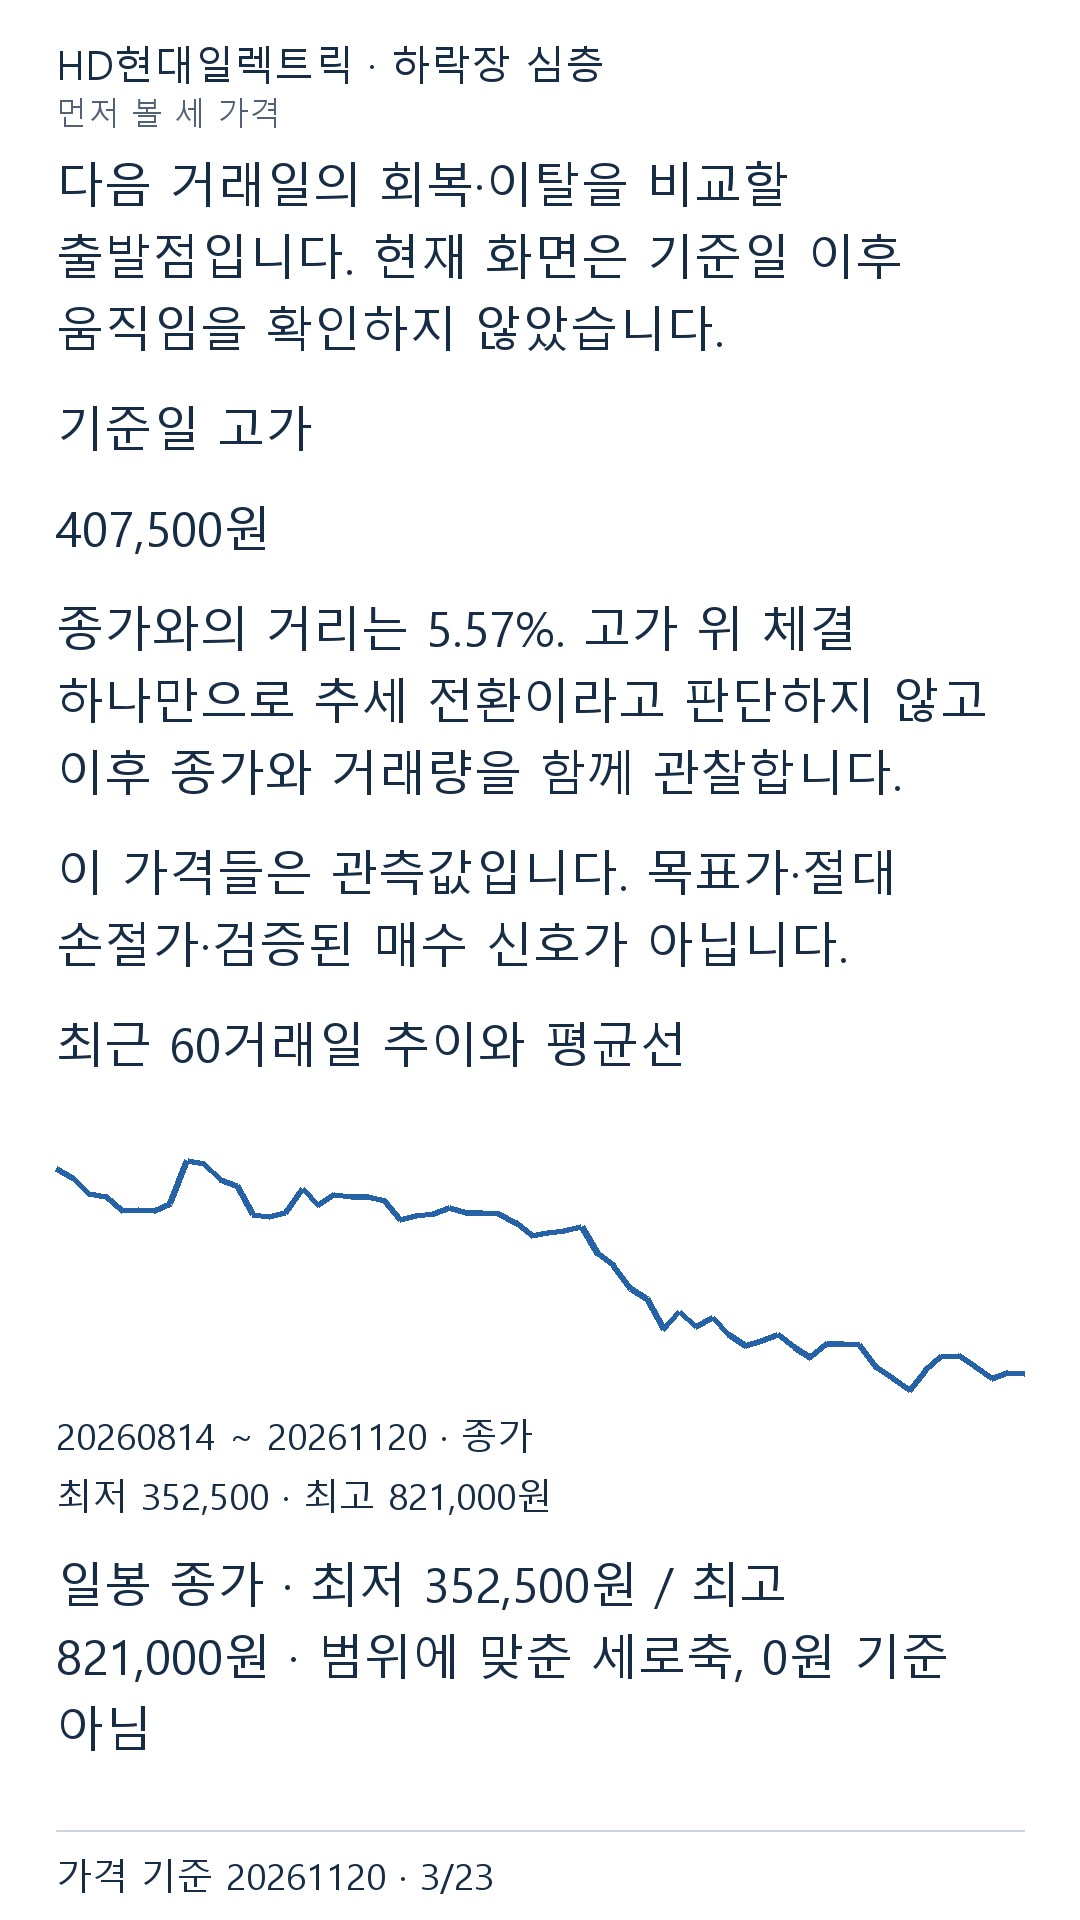 HD현대일렉트릭 · 하락장 심층
먼저 볼 세 가격
다음 거래일의 회복·이탈을 비교할
출발점입니다. 현재 화면은 기준일 이후
움직임을 확인하지 않았습니다.
기준일 고가
407,500원
종가와의 거리는 5.57%. 고가 위 체결
하나만으로 추세 전환이라고 판단하지 않고
이후 종가와 거래량을 함께 관찰합니다.
이 가격들은 관측값입니다. 목표가·절대
손절가·검증된 매수 신호가 아닙니다.
최근 60거래일 추이와 평균선
20260814 ~ 20261120 · 종가
최저 352,500 · 최고 821,000원
일봉 종가 · 최저 352,500원 / 최고
821,000원 · 범위에 맞춘 세로축, 0원 기준
아님
가격 기준 20261120 · 3/23